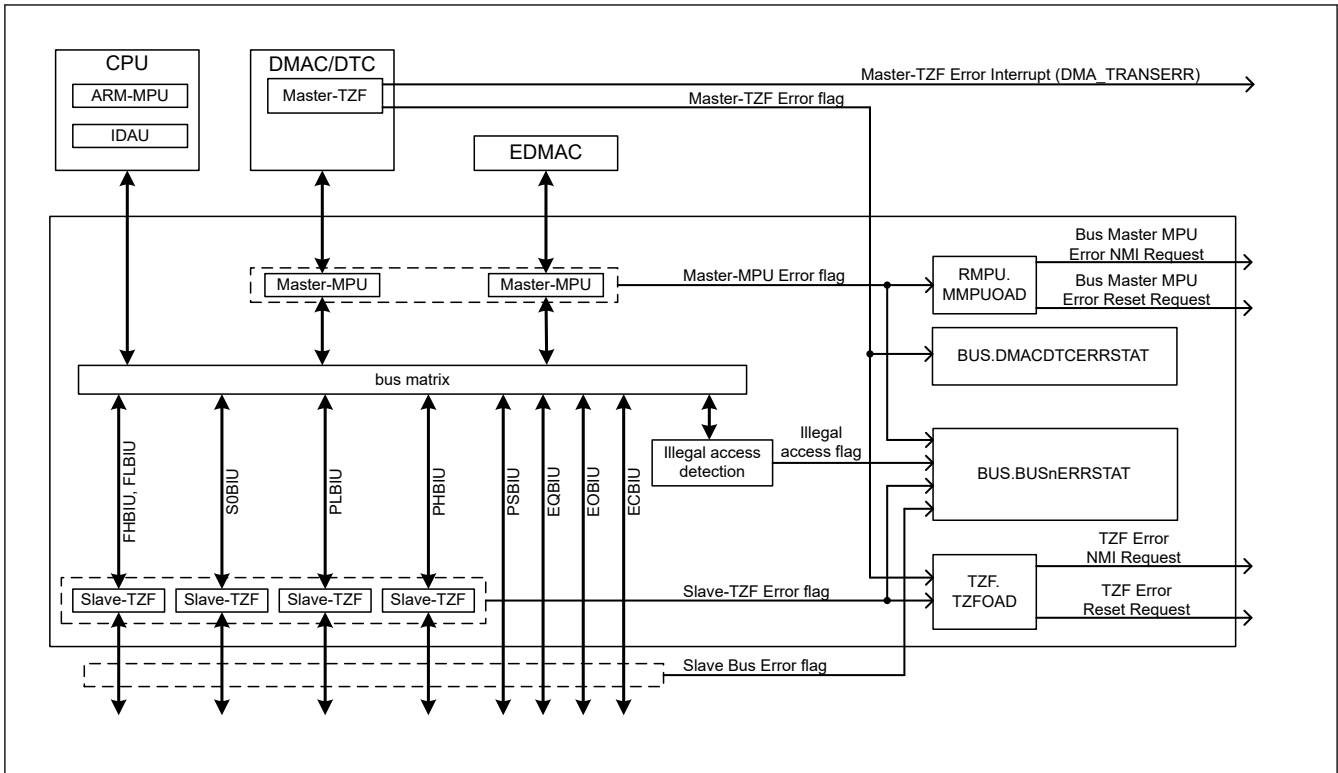 CPU
ARM-MPU
IDAU
DMAC/DTC
Master-TZF
EDMAC
Master-TZF Error Interrupt (DMA_TRANSERR)
Master-TZF Error flag
Master-MPU
Master-MPU
Master-MPU Error flag
RMPU.
MMPUOAD
Bus Master MPU
Error NMI Request
Bus Master MPU
Error Reset Request
BUS.DMACDTCERRSTAT
bus matrix
FHBIU, FLBIU
S0BIU
PLBIU
PHBIU
PSBIU
EQBIU
EOBIU
ECBIU
Illegal access
detection
Illegal
access flag
BUS.BUSnERRSTAT
Slave-TZF
Slave-TZF
Slave-TZF
Slave-TZF
Slave-TZF Error flag
TZF.
TZFOAD
TZF Error
NMI Request
TZF Error
Reset Request
Slave Bus Error flag